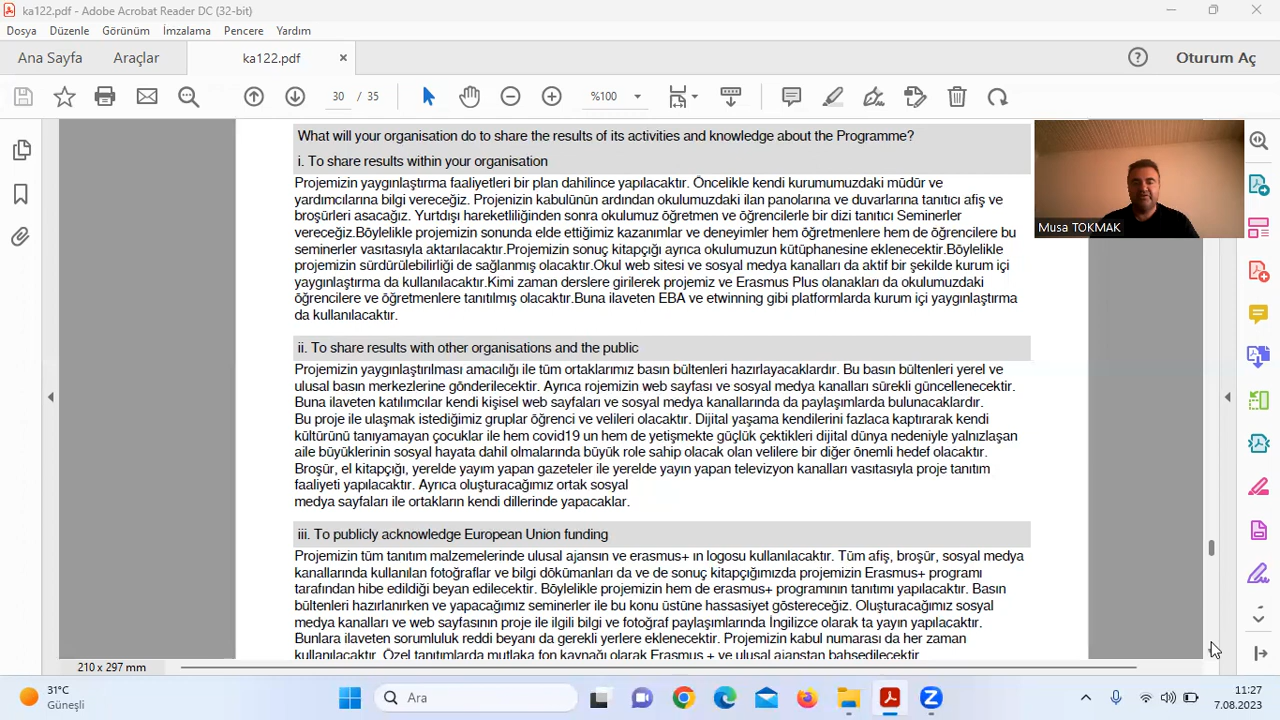 ka122.pdf - Adobe Acrobat Reader DC (32-bit)
Dosya Düzenle Görünüm İmzalama Pencere Yardım
Ana Sayfa Araçlar ka122.pdf × Oturum Aç
30 / 35 %100
What will your organisation do to share the results of its activities and knowledge about the Programme?
i. To share results within your organisation
Projemizin yaygınlaştırma faaliyetleri bir plan dahilince yapılacaktır. Öncelikle kendi kurumumuzdaki müdür ve
yardımcılarına bilgi vereceğiz. Projenizin kabulünün ardından okulumuzdaki ilan panolarına ve duvarlarına tanıtıcı afiş ve
broşürleri asacağız. Yurtdışı hareketliliğinden sonra okulumuz öğretmen ve öğrencilerle bir dizi tanıtıcı Seminerler
vereceğiz.Böylelikle projemizin sonunda elde ettiğimiz kazanımlar ve deneyimler hem öğretmenlere hem de öğrencilere bu
seminerler vasıtasıyla aktarılacaktır.Projemizin sonuç kitapçığı ayrıca okulumuzun kütüphanesine eklenecektir.Böylelikle
projemizin sürdürülebilirliği de sağlanmış olacaktır.Okul web sitesi ve sosyal medya kanalları da aktif bir şekilde kurum içi
yaygınlaştırma da kullanılacaktır.Kimi zaman derslere girilerek projemiz ve Erasmus Plus olanakları da okulumuzdaki
öğrencilere ve öğretmenlere tanıtılmış olacaktır.Buna ilaveten EBA ve etwinning gibi platformlarda kurum içi yaygınlaştırma
da kullanılacaktır.
ii. To share results with other organisations and the public
Projemizin yaygınlaştırılması amacılığı ile tüm ortaklarımız basın bültenleri hazırlayacaklardır. Bu basın bültenleri yerel ve
ulusal basın merkezlerine gönderilecektir. Ayrıca rojemizin web sayfası ve sosyal medya kanalları sürekli güncellenecektir.
Buna ilaveten katılımcılar kendi kişisel web sayfaları ve sosyal medya kanallarında da paylaşımlarda bulunacaklardır.
Bu proje ile ulaşmak istediğimiz gruplar öğrenci ve velileri olacaktır. Dijital yaşama kendilerini fazlaca kaptırarak kendi
kültürünü tanıyamayan çocuklar ile hem covid19 un hem de yetişmekte güçlük çektikleri dijital dünya nedeniyle yalnızlaşan
aile büyüklerinin sosyal hayata dahil olmalarında büyük role sahip olacak olan velilere bir diğer önemli hedef olacaktır.
Broşür, el kitapçığı, yerelde yayım yapan gazeteler ile yerelde yayın yapan televizyon kanalları vasıtasıyla proje tanıtım
faaliyeti yapılacaktır. Ayrıca oluşturacağımız ortak sosyal
medya sayfaları ile ortakların kendi dillerinde yapacaklar.
iii. To publicly acknowledge European Union funding
Projemizin tüm tanıtım malzemelerinde ulusal ajansın ve erasmus+ ın logosu kullanılacaktır. Tüm afiş, broşür, sosyal medya
kanallarında kullanılan fotoğraflar ve bilgi dökümanları da ve de sonuç kitapçığımızda projemizin Erasmus+ programı
tarafından hibe edildiği beyan edilecektir. Böylelikle projemizin hem de erasmus+ programının tanıtımı yapılacaktır. Basın
bültenleri hazırlanırken ve yapacağımız seminerler ile bu konu üstüne hassasiyet göstereceğiz. Oluşturacağımız sosyal
medya kanalları ve web sayfasının proje ile ilgili bilgi ve fotoğraf paylaşımlarında İngilizce olarak ta yayın yapılacaktır.
Bunlara ilaveten sorumluluk reddi beyanı da gerekli yerlere eklenecektir. Projemizin kabul numarası da her zaman
kullanılacaktır. Özel tanıtımlarda mutlaka fon kaynağı olarak Erasmus + ve ulusal ajanstan bahsedilecektir
Musa TOKMAK
210 x 297 mm
31°C
Güneşli
Ara
11:27
7.08.2023